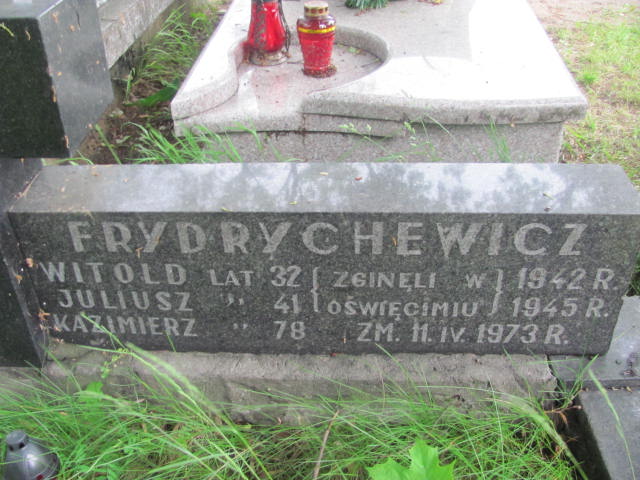 FRYDRYCHEWICZ
WITOLD LAT 32 { ZGINĘLI W } 1942 R.
JULIUSZ " 41 { OŚWIĘCIMIU } 1945 R.
KAZIMIERZ " 78 ZM. 11. IV. 1973 R.